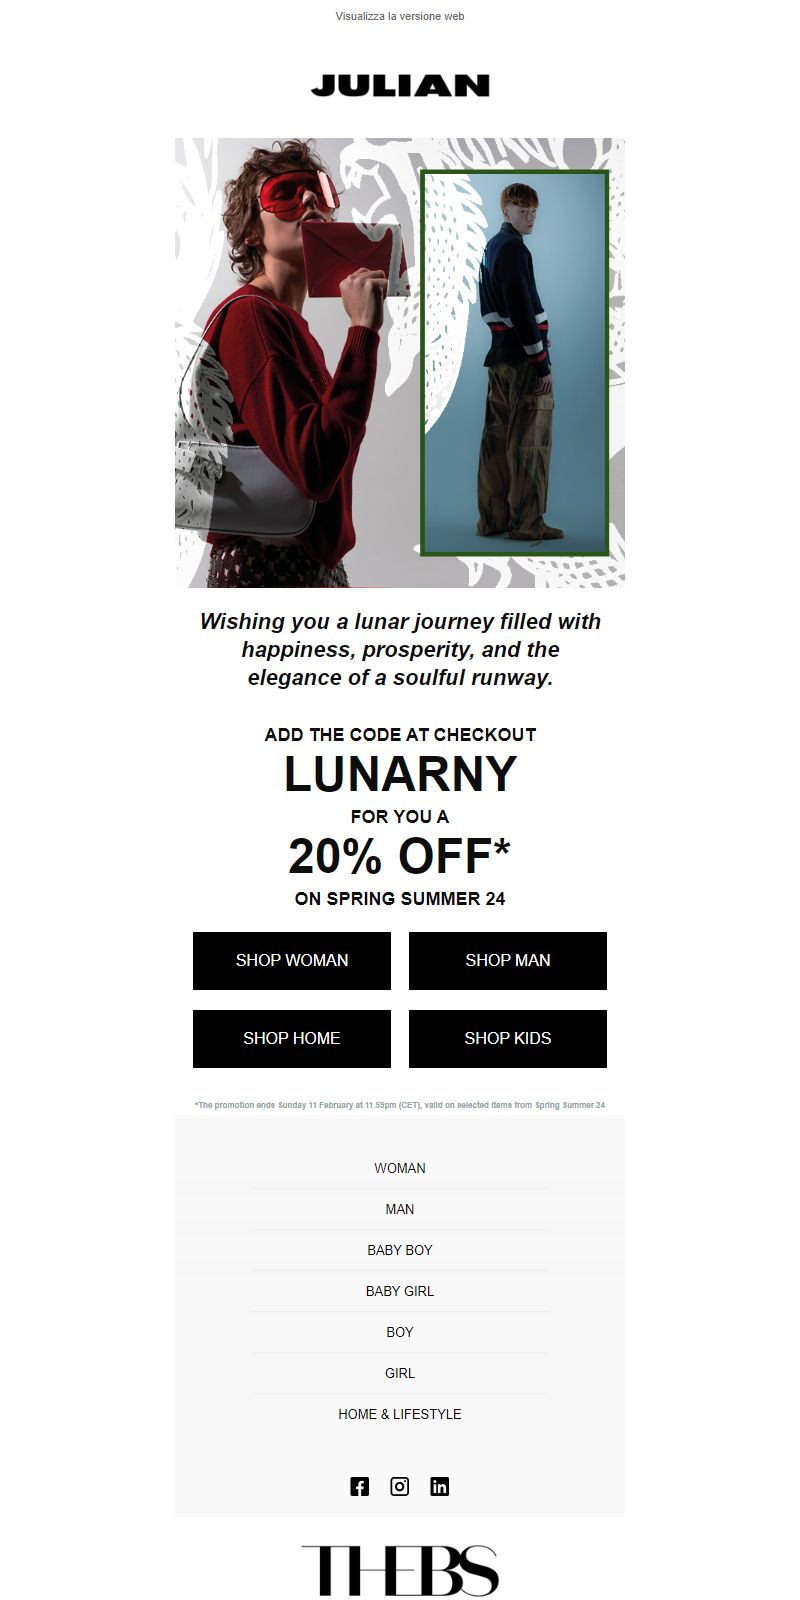 Visualizza la versione web
JULIAN
Wishing you a lunar journey filled with
happiness, prosperity, and the
elegance of a soulful runway.
ADD THE CODE AT CHECKOUT
LUNARNY
FOR YOU A
20% OFF*
ON SPRING SUMMER 24
SHOP WOMAN
SHOP MAN
SHOP HOME
SHOP KIDS
*The promotion ends Sunday 11 February at 11.59pm (CET), valid on selected items from Spring Summer 24
WOMAN
MAN
BABY BOY
BABY GIRL
BOY
GIRL
HOME & LIFESTYLE
THEBS